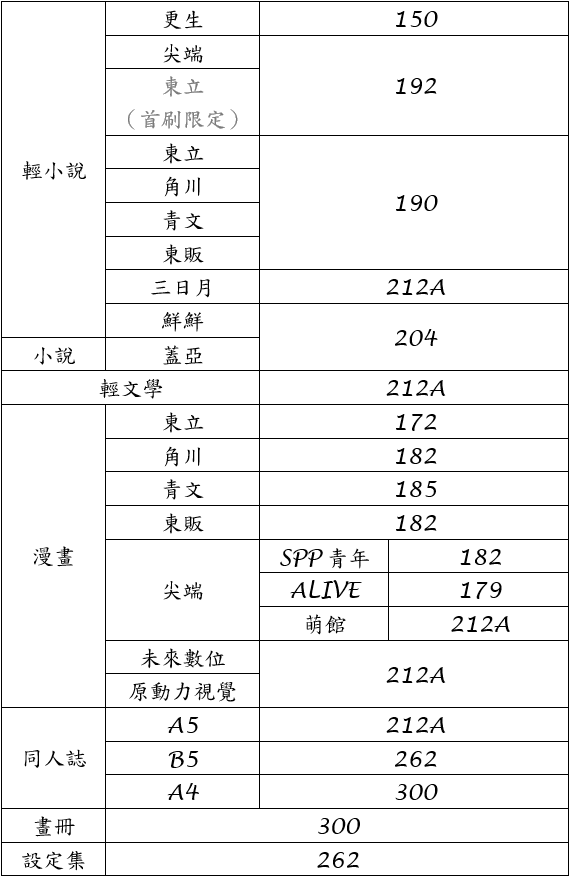 輕小說
更生 150
尖端
192
東立
（首刷限定）
東立
角川
190
青文
東販
三日月 212A
鮮鮮
204
小說 蓋亞
輕文學 212A
漫畫
東立 172
角川 182
青文 185
東販 182
尖端
SPP 青年 182
ALIVE 179
萌館 212A
未來數位
212A
原動力視覺
同人誌
A5 212A
B5 262
A4 300
畫冊 300
設定集 262